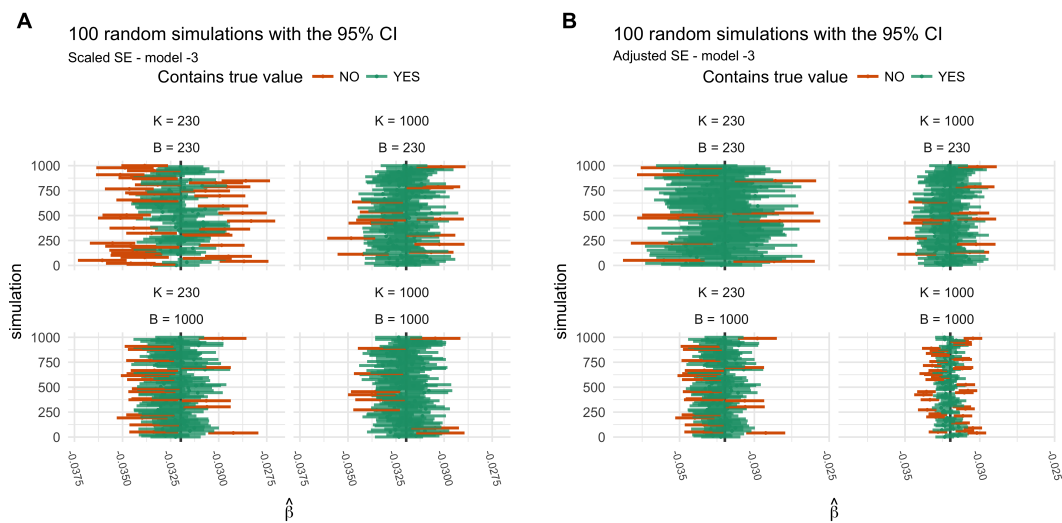 A
100 random simulations with the 95% CI
Scaled SE - model -3
Contains true value NO YES
K = 230 K = 1000
B = 230 B = 230
1000
750
500
250
0
K = 230 K = 1000
B = 1000 B = 1000
1000
750
500
250
0
simulation
-0.0375 -0.0350 -0.0325 -0.0300 -0.0275 -0.0375 -0.0350 -0.0325 -0.0300 -0.0275
β̂
B
100 random simulations with the 95% CI
Adjusted SE - model -3
Contains true value NO YES
K = 230 K = 1000
B = 230 B = 230
1000
750
500
250
0
K = 230 K = 1000
B = 1000 B = 1000
1000
750
500
250
0
simulation
-0.035 -0.030 -0.025 -0.035 -0.030 -0.025
β̂